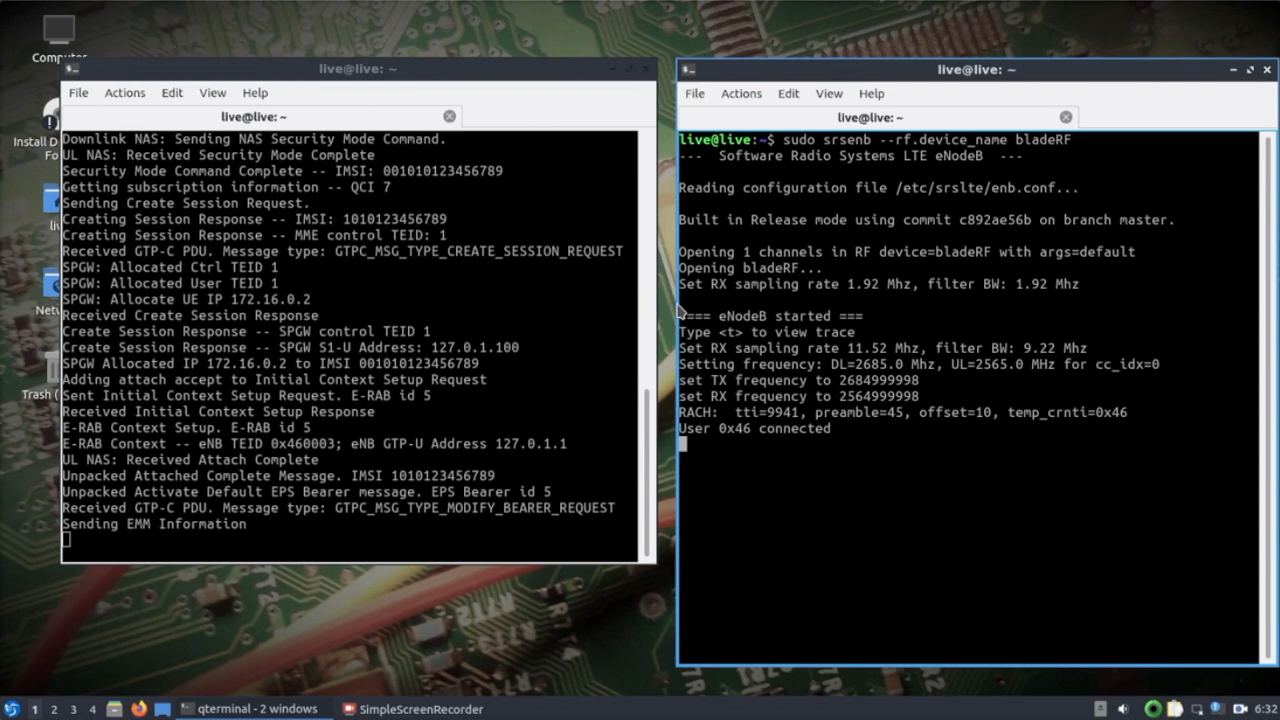 Computer
Install D
Fo
liv
Netw
Trash (
live@live: ~
File Actions Edit View Help
live@live: ~
Downlink NAS: Sending NAS Security Mode Command.
UL NAS: Received Security Mode Complete
Security Mode Command Complete -- IMSI: 001010123456789
Getting subscription information -- QCI 7
Sending Create Session Request.
Creating Session Response -- IMSI: 1010123456789
Creating Session Response -- MME control TEID: 1
Received GTP-C PDU. Message type: GTPC_MSG_TYPE_CREATE_SESSION_REQUEST
SPGW: Allocated Ctrl TEID 1
SPGW: Allocated User TEID 1
SPGW: Allocate UE IP 172.16.0.2
Received Create Session Response
Create Session Response -- SPGW control TEID 1
Create Session Response -- SPGW S1-U Address: 127.0.1.100
SPGW Allocated IP 172.16.0.2 to IMSI 001010123456789
Adding attach accept to Initial Context Setup Request
Sent Initial Context Setup Request. E-RAB id 5
Received Initial Context Setup Response
E-RAB Context Setup. E-RAB id 5
E-RAB Context -- eNB TEID 0x460003; eNB GTP-U Address 127.0.1.1
UL NAS: Received Attach Complete
Unpacked Attached Complete Message. IMSI 1010123456789
Unpacked Activate Default EPS Bearer message. EPS Bearer id 5
Received GTP-C PDU. Message type: GTPC_MSG_TYPE_MODIFY_BEARER_REQUEST
Sending EMM Information
live@live: ~
File Actions Edit View Help
live@live: ~
live@live:~$ sudo srsenb --rf.device_name bladeRF
--- Software Radio Systems LTE eNodeB ---
Reading configuration file /etc/srslte/enb.conf...
Built in Release mode using commit c892ae56b on branch master.
Opening 1 channels in RF device=bladeRF with args=default
Opening bladeRF...
Set RX sampling rate 1.92 Mhz, filter BW: 1.92 Mhz
=== eNodeB started ===
Type <t> to view trace
Set RX sampling rate 11.52 Mhz, filter BW: 9.22 Mhz
Setting frequency: DL=2685.0 Mhz, UL=2565.0 MHz for cc_idx=0
set TX frequency to 2684999998
set RX frequency to 2564999998
RACH: tti=9941, preamble=45, offset=10, temp_crnti=0x46
User 0x46 connected
1 2 3 4 qterminal - 2 windows SimpleScreenRecorder 6:32